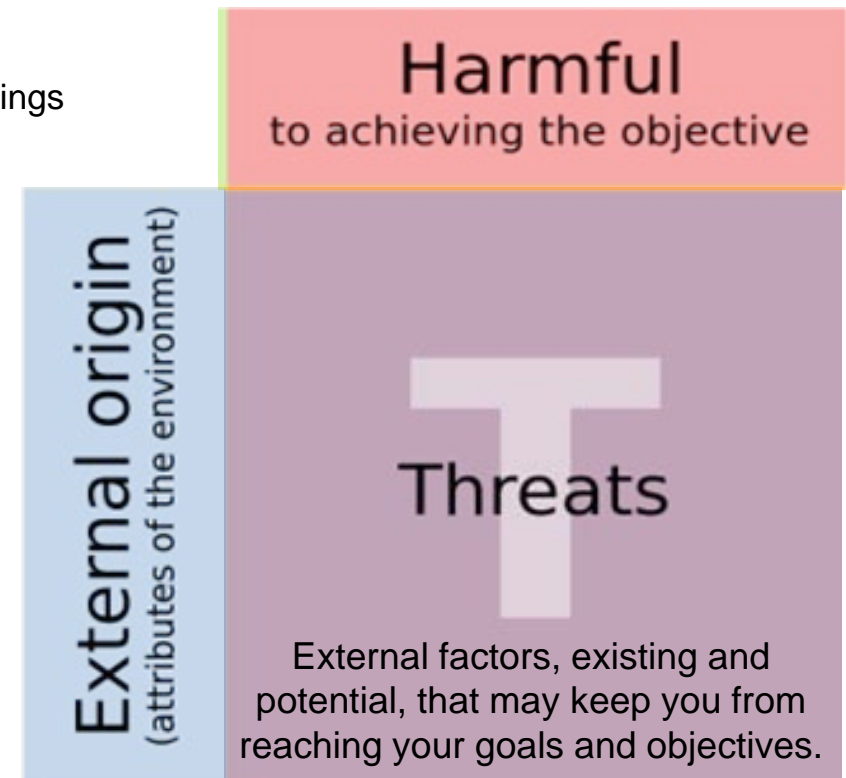 ings
Harmful
to achieving the objective
External origin
(attributes of the environment)
T
Threats
External factors, existing and
potential, that may keep you from
reaching your goals and objectives.